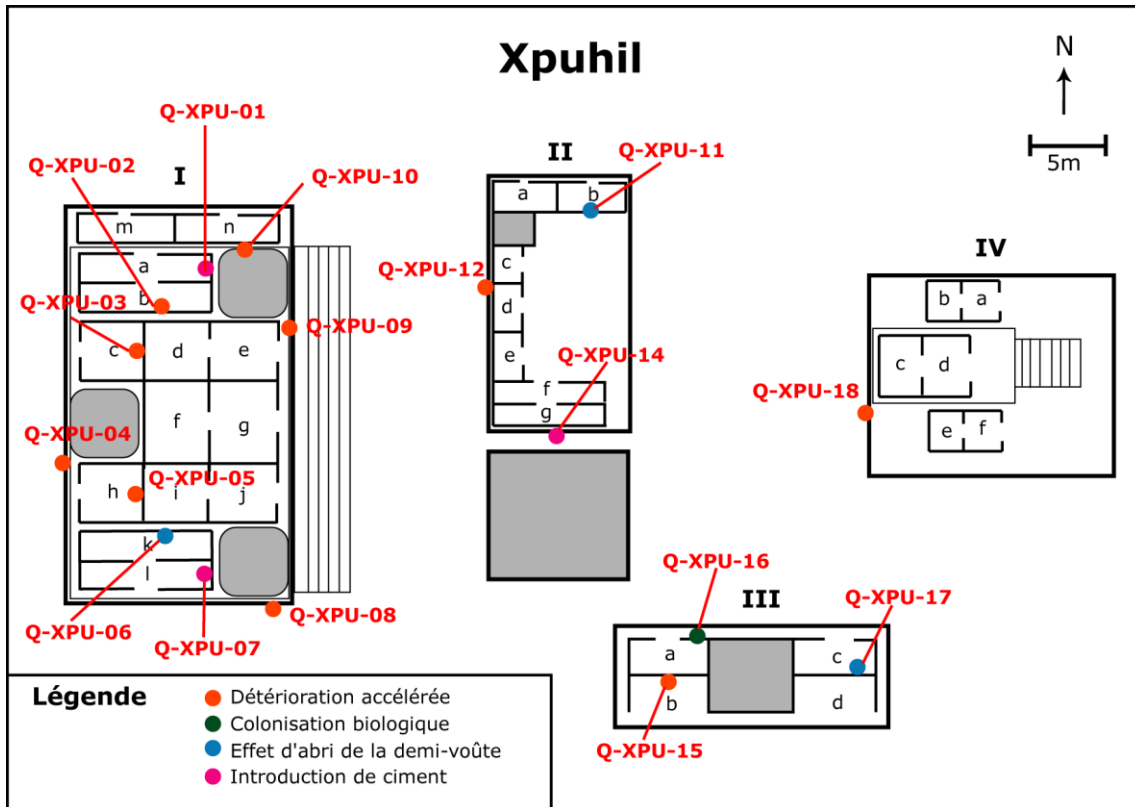 Xpuhil
N
5m
I
Q-XPU-01
Q-XPU-02
Q-XPU-10
Q-XPU-03
Q-XPU-09
Q-XPU-04
Q-XPU-05
Q-XPU-06
Q-XPU-07
Q-XPU-08
m
n
a
b
c
d
e
f
g
h
i
j
k
l
II
Q-XPU-11
Q-XPU-12
Q-XPU-14
a
b
c
d
e
f
g
IV
Q-XPU-18
b
a
c
d
e
f
III
Q-XPU-16
Q-XPU-17
Q-XPU-15
a
c
b
d
Légende
Détérioration accélérée
Colonisation biologique
Effet d'abri de la demi-voûte
Introduction de ciment